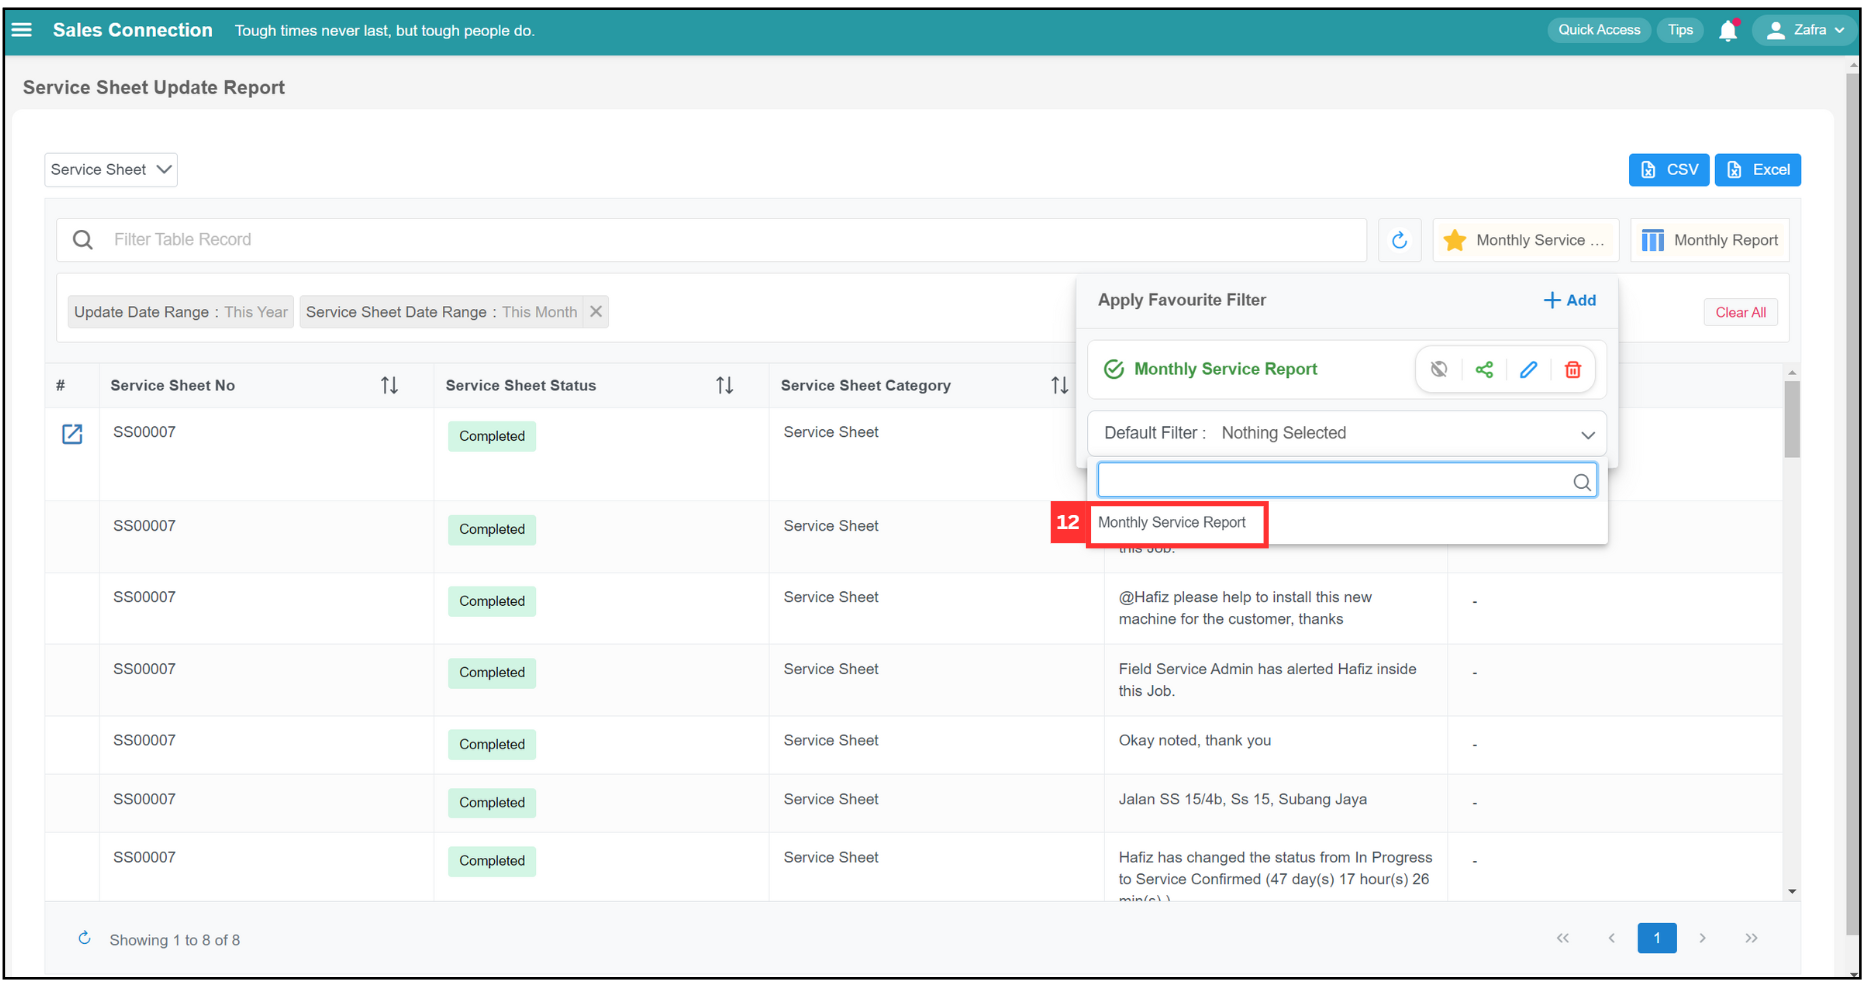 Sales Connection Tough times never last, but tough people do. Quick Access Tips Zafra
Service Sheet Update Report
Service Sheet CSV Excel
Filter Table Record Monthly Service ... Monthly Report
Update Date Range : This Year Service Sheet Date Range : This Month Clear All
Apply Favourite Filter + Add
Monthly Service Report
Default Filter : Nothing Selected
12 Monthly Service Report
# Service Sheet No Service Sheet Status Service Sheet Category
SS00007 Completed Service Sheet
SS00007 Completed Service Sheet
this Job.
SS00007 Completed Service Sheet @Hafiz please help to install this new -
machine for the customer, thanks
SS00007 Completed Service Sheet Field Service Admin has alerted Hafiz inside -
this Job.
SS00007 Completed Service Sheet Okay noted, thank you -
SS00007 Completed Service Sheet Jalan SS 15/4b, Ss 15, Subang Jaya -
SS00007 Completed Service Sheet Hafiz has changed the status from In Progress -
to Service Confirmed (47 day(s) 17 hour(s) 26
min(s) )
Showing 1 to 8 of 8 « ‹ 1 › »